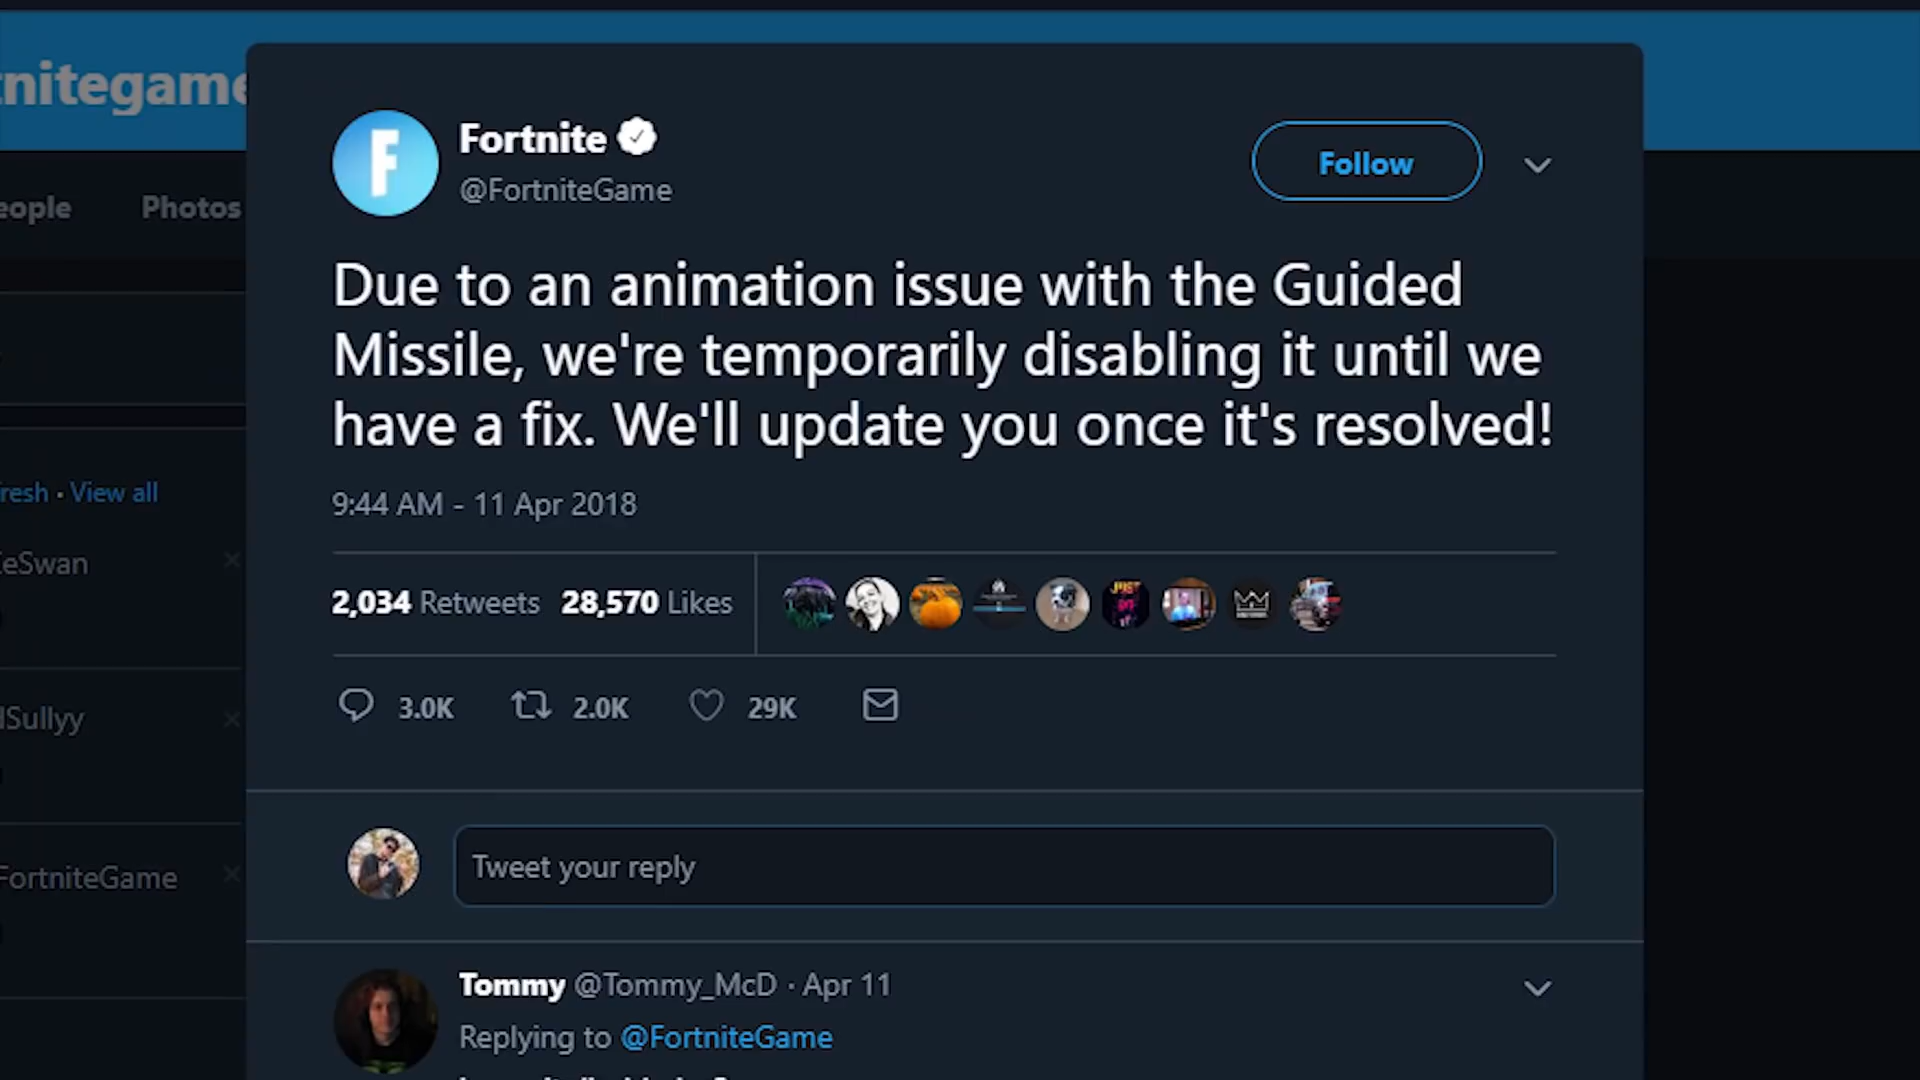 nitegame
eople Photos
Fortnite
@FortniteGame
Follow
Due to an animation issue with the Guided
Missile, we're temporarily disabling it until we
have a fix. We'll update you once it's resolved!
9:44 AM - 11 Apr 2018
2,034 Retweets 28,570 Likes
3.0K 2.0K 29K
resh · View all
eSwan
lSullyy
FortniteGame
Tweet your reply
Tommy @Tommy_McD · Apr 11
Replying to @FortniteGame